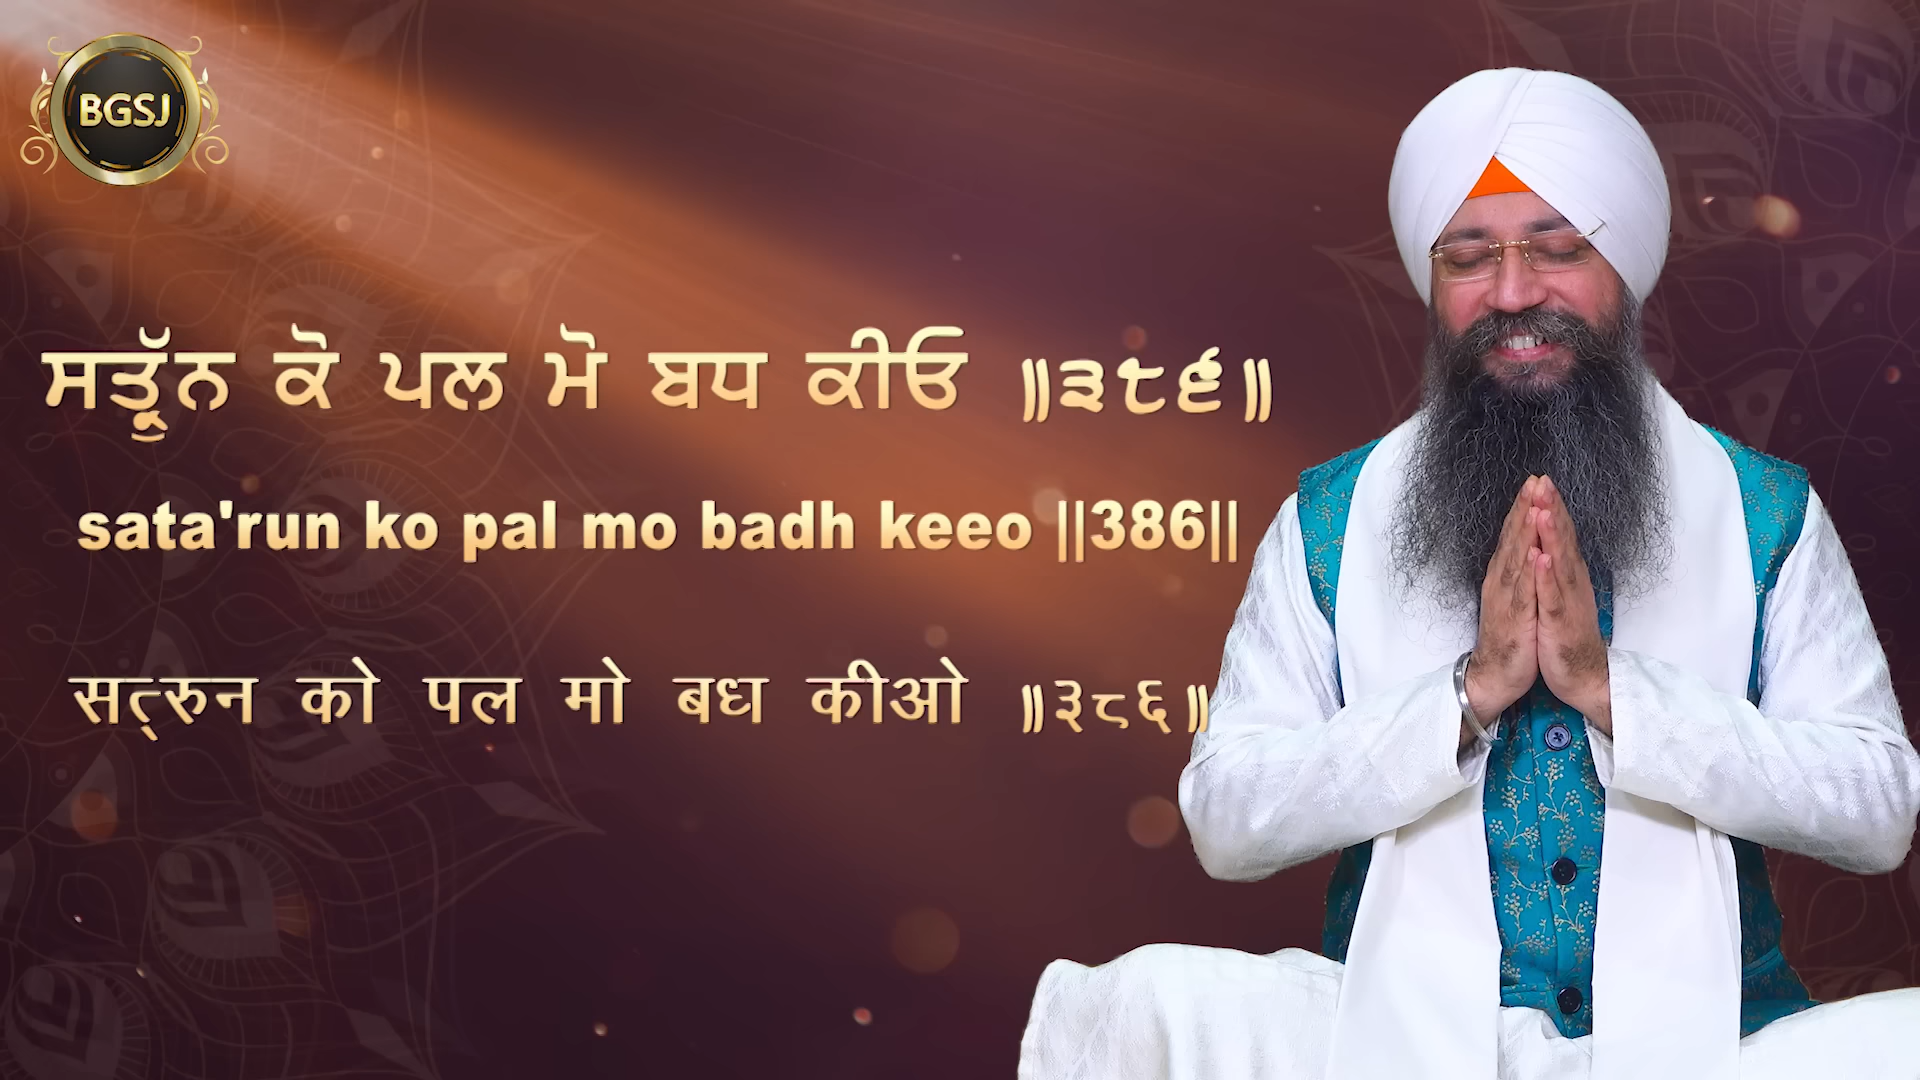 BGSJ
ਸਤ੍ਰੁੱਨ ਕੋ ਪਲ ਮੋ ਬਧ ਕੀਓ ॥੩੮੬॥
sata'run ko pal mo badh keeo ||386||
सत्रुन को पल मो बध कीओ ॥३८६॥